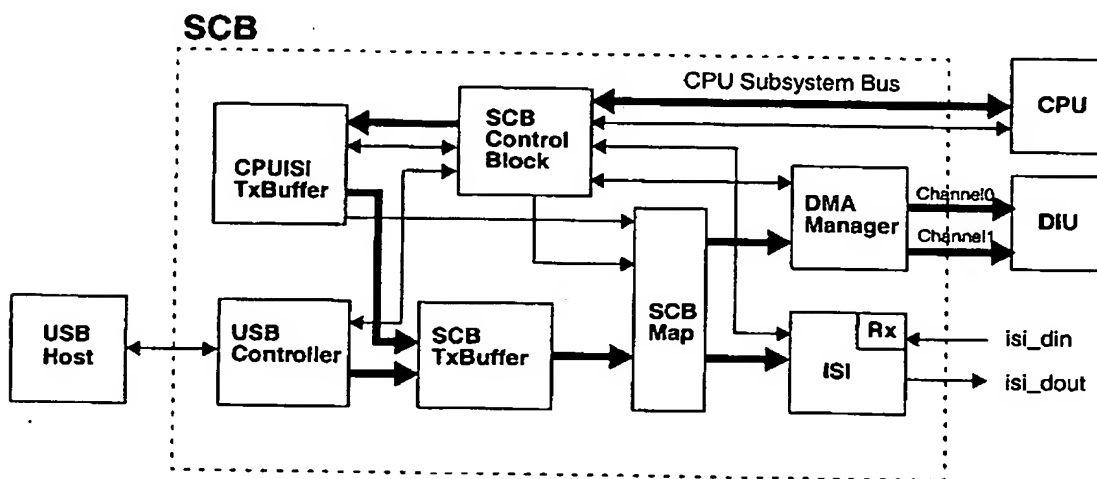 SCB
CPU Subsystem Bus
CPU
SCB
Control
Block
CPUISI
TxBuffer
DMA
Manager
Channel0
Channel1
DIU
SCB
Map
USB
Host
USB
Controller
SCB
TxBuffer
Rx
ISI
isi_din
isi_dout